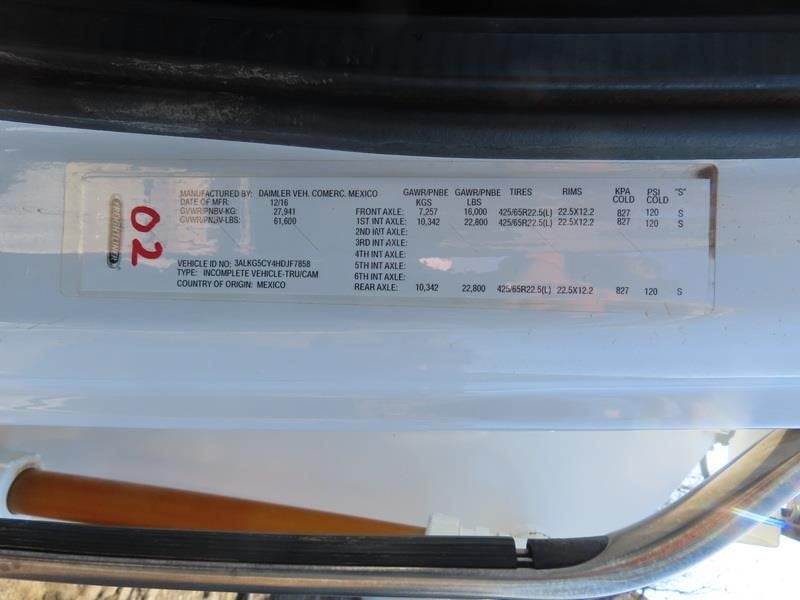 FREIGHTLINER
02
MANUFACTURED BY: DAIMLER VEH. COMERC. MEXICO
DATE OF MFR: 12/16
GVWR/PNBV-KG: 27,941
GVWR/PNBV-LBS: 61,600
VEHICLE ID NO: 3ALKG5CY4HDJF7858
TYPE: INCOMPLETE VEHICLE-TRU/CAM
COUNTRY OF ORIGIN: MEXICO
GAWR/PNBE KGS GAWR/PNBE LBS TIRES RIMS KPA COLD PSI COLD "S"
FRONT AXLE: 7,257 16,000 425/65R22.5(L) 22.5X12.2 827 120 S
1ST INT AXLE: 10,342 22,800 425/65R22.5(L) 22.5X12.2 827 120 S
2ND INT AXLE:
3RD INT AXLE:
4TH INT AXLE:
5TH INT AXLE:
6TH INT AXLE:
REAR AXLE: 10,342 22,800 425/65R22.5(L) 22.5X12.2 827 120 S